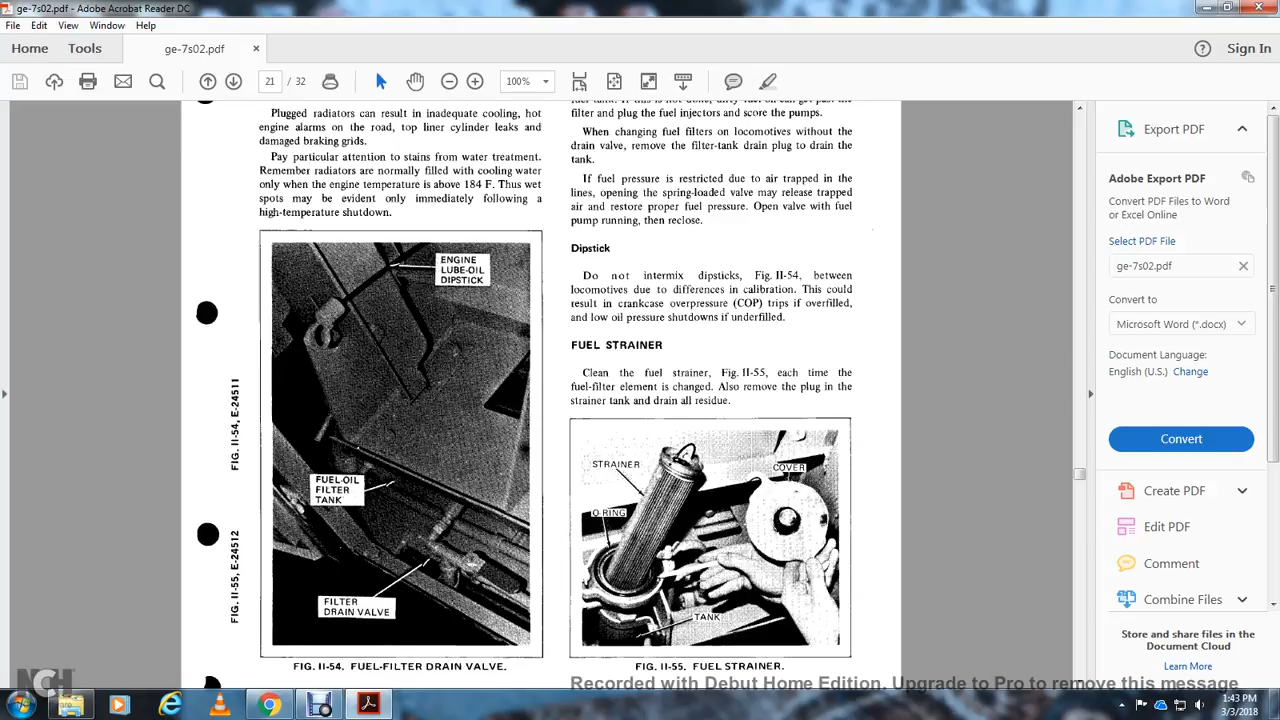 ge-7s02.pdf - Adobe Acrobat Reader DC
File Edit View Window Help
Home Tools ge-7s02.pdf × Sign In
21 / 32 100%
Plugged radiators can result in inadequate cooling, hot
engine alarms on the road, top liner cylinder leaks and
damaged braking grids.
Pay particular attention to stains from water treatment.
Remember radiators are normally filled with cooling water
only when the engine temperature is above 184 F. Thus wet
spots may be evident only immediately following a
high-temperature shutdown.
ENGINE
LUBE-OIL
DIPSTICK
FUEL-OIL
FILTER
TANK
FILTER
DRAIN VALVE
FIG. II-54, E-24511
FIG. II-55, E-24512
FIG. II-54. FUEL-FILTER DRAIN VALVE.
filter and plug the fuel injectors and score the pumps.
When changing fuel filters on locomotives without the
drain valve, remove the filter-tank drain plug to drain the
tank.
If fuel pressure is restricted due to air trapped in the
lines, opening the spring-loaded valve may release trapped
air and restore proper fuel pressure. Open valve with fuel
pump running, then reclose.
Dipstick
Do not intermix dipsticks, Fig. II-54, between
locomotives due to differences in calibration. This could
result in crankcase overpressure (COP) trips if overfilled,
and low oil pressure shutdowns if underfilled.
FUEL STRAINER
Clean the fuel strainer, Fig. II-55, each time the
fuel-filter element is changed. Also remove the plug in the
strainer tank and drain all residue.
STRAINER
COVER
O-RING
TANK
FIG. II-55. FUEL STRAINER.
Export PDF
Adobe Export PDF
Convert PDF Files to Word
or Excel Online
Select PDF File
ge-7s02.pdf
Convert to
Microsoft Word (*.docx)
Document Language:
English (U.S.) Change
Convert
Create PDF
Edit PDF
Comment
Combine Files
Store and share files in the
Document Cloud
Learn More
NCH
Recorded with Debut Home Edition. Upgrade to Pro to remove this message
1:43 PM
3/3/2018